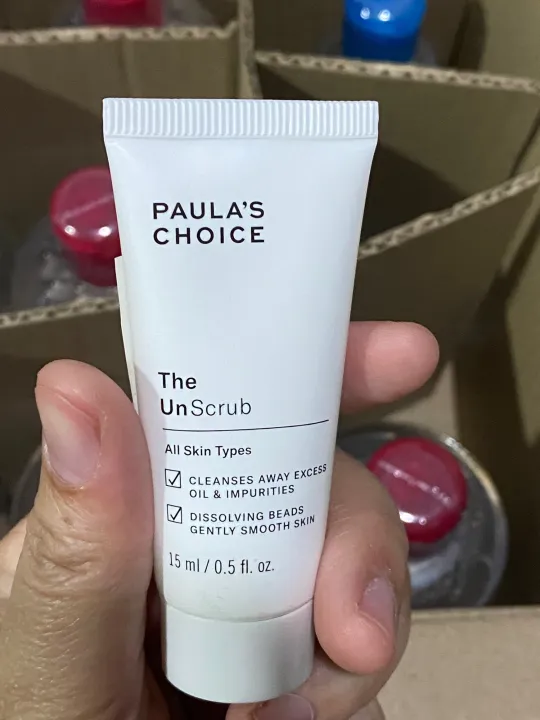 PAULA'S
CHOICE
The
UnScrub
All Skin Types
CLEANSES AWAY EXCESS
OIL & IMPURITIES
DISSOLVING BEADS
GENTLY SMOOTH SKIN
15 ml / 0.5 fl. oz.